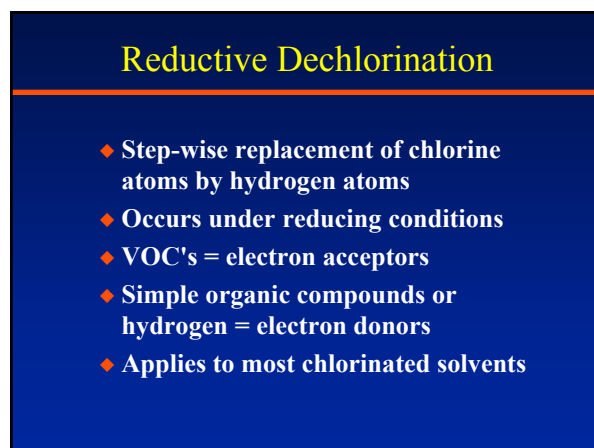 Reductive Dechlorination
◆ Step-wise replacement of chlorine
atoms by hydrogen atoms
◆ Occurs under reducing conditions
◆ VOC's = electron acceptors
◆ Simple organic compounds or
hydrogen = electron donors
◆ Applies to most chlorinated solvents